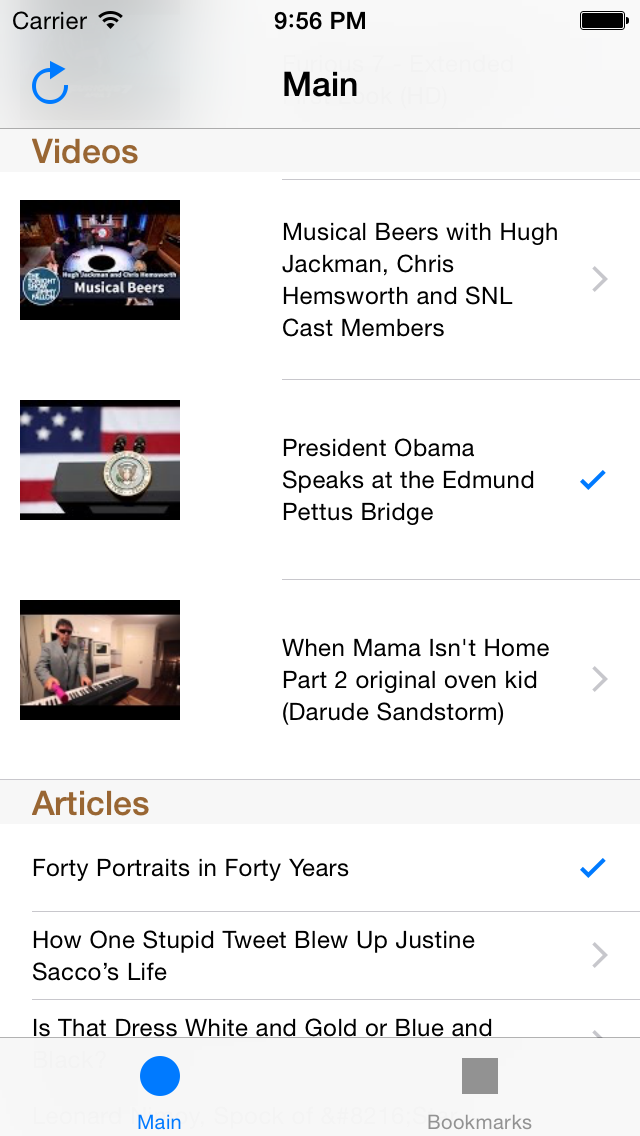 Carrier
9:56 PM
Main
Videos
Hugh Jackman and Chris Hemsworth
Musical Beers
THE
TONIGHT
SHOW
FALLON
Musical Beers with Hugh
Jackman, Chris
Hemsworth and SNL
Cast Members
President Obama
Speaks at the Edmund
Pettus Bridge
When Mama Isn't Home
Part 2 original oven kid
(Darude Sandstorm)
Articles
Forty Portraits in Forty Years
How One Stupid Tweet Blew Up Justine
Sacco’s Life
Is That Dress White and Gold or Blue and
Black?
Main
Bookmarks